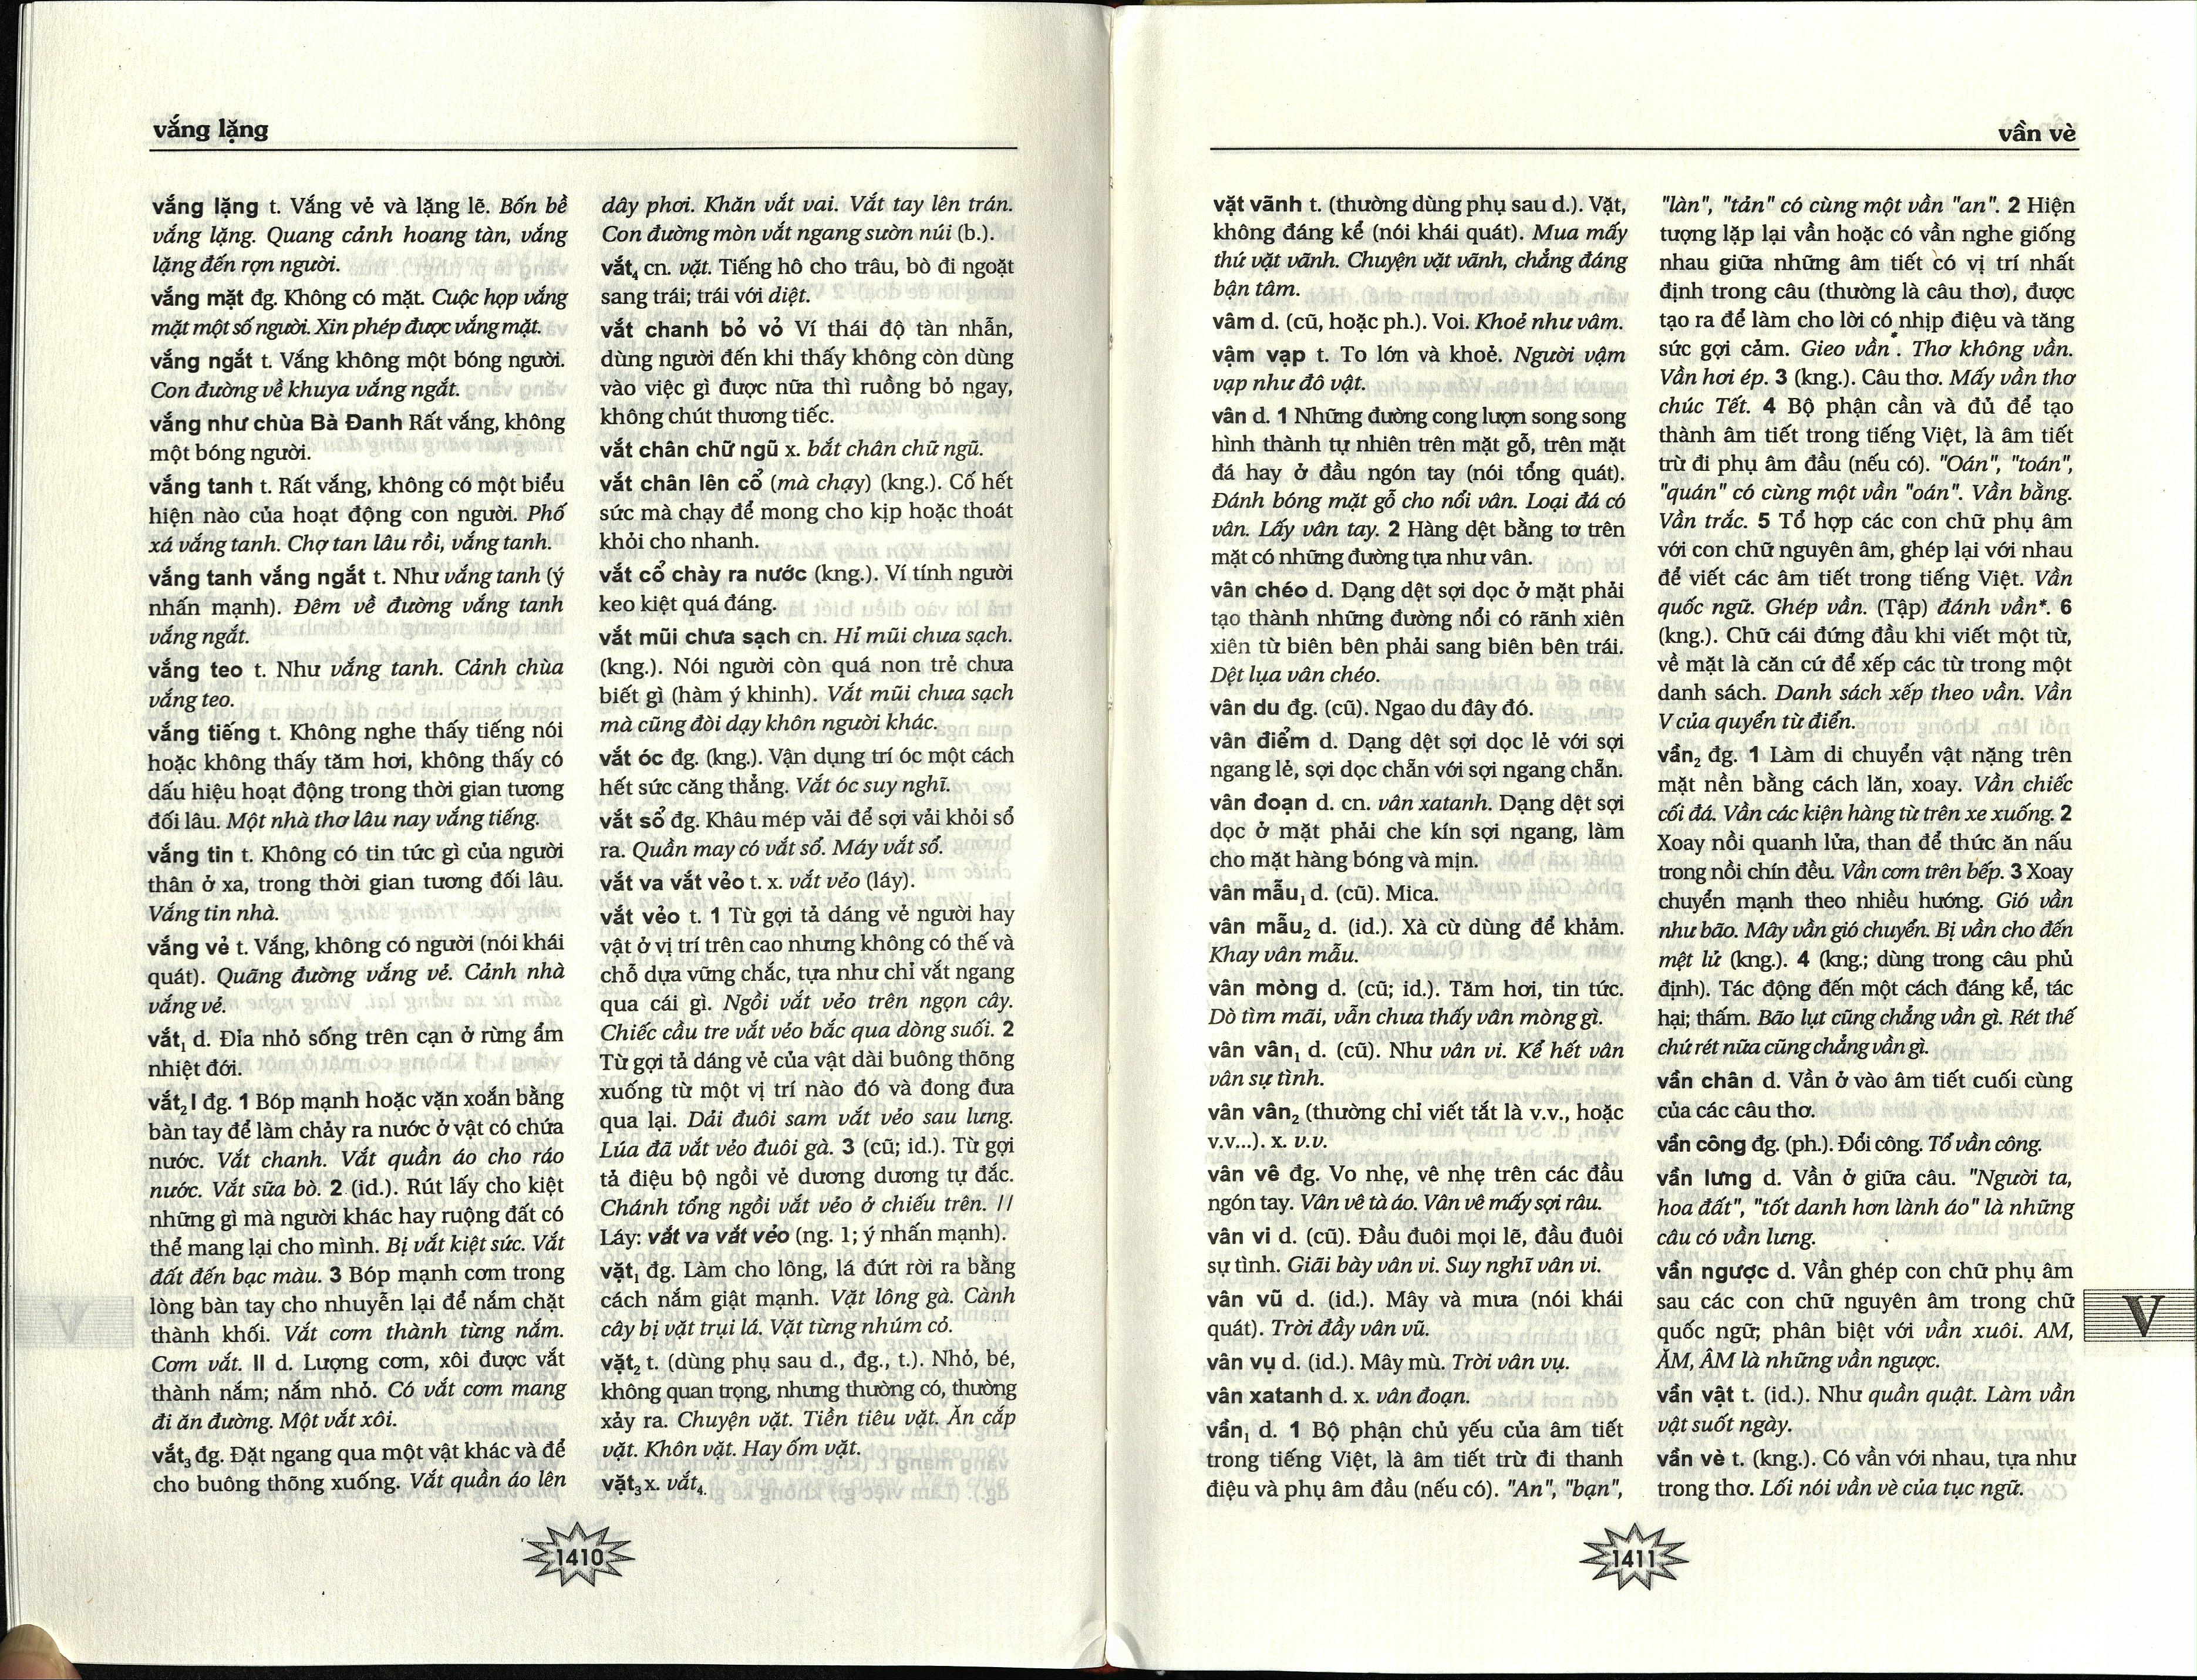 vắng lặng
vắng lặng t. Vắng vẻ và lặng lẽ. Bốn bề
vắng lặng. Quang cảnh hoang tàn, vắng
lặng đến rợn người.
vắng mặt đg. Không có mặt. Cuộc họp vắng
mặt một số người. Xin phép được vắng mặt.
vắng ngắt t. Vắng không một bóng người.
Con đường về khuya vắng ngắt.
vắng như chùa Bà Đanh Rất vắng, không
một bóng người.
vắng tanh t. Rất vắng, không có một biểu
hiện nào của hoạt động con người. Phố
xá vắng tanh. Chợ tan lâu rồi, vắng tanh.
vắng tanh vắng ngắt t. Như vắng tanh (ý
nhấn mạnh). Đêm về đường vắng tanh
vắng ngắt.
vắng teo t. Như vắng tanh. Cảnh chùa
vắng teo.
vắng tiếng t. Không nghe thấy tiếng nói
hoặc không thấy tăm hơi, không thấy có
dấu hiệu hoạt động trong thời gian tương
đối lâu. Một nhà thơ lâu nay vắng tiếng.
vắng tin t. Không có tin tức gì của người
thân ở xa, trong thời gian tương đối lâu.
Vắng tin nhà.
vắng vẻ t. Vắng, không có người (nói khái
quát). Quãng đường vắng vẻ. Cảnh nhà
vắng vẻ.
vắt₁ d. Đỉa nhỏ sống trên cạn ở rừng ẩm
nhiệt đới.
vắt₂ I đg. 1 Bóp mạnh hoặc vặn xoắn bằng
bàn tay để làm chảy ra nước ở vật có chứa
nước. Vắt chanh. Vắt quần áo cho ráo
nước. Vắt sữa bò. 2 (id.). Rút lấy cho kiệt
những gì mà người khác hay ruộng đất có
thể mang lại cho mình. Bị vắt kiệt sức. Vắt
đất đến bạc màu. 3 Bóp mạnh cơm trong
lòng bàn tay cho nhuyễn lại để nắm chặt
thành khối. Vắt cơm thành từng nắm.
Cơm vắt. II d. Lượng cơm, xôi được vắt
thành nắm; nắm nhỏ. Có vắt cơm mang
đi ăn đường. Một vắt xôi.
vắt₃ đg. Đặt ngang qua một vật khác và để
cho buông thõng xuống. Vắt quần áo lên
dây phơi. Khăn vắt vai. Vắt tay lên trán.
Con đường mòn vắt ngang sườn núi (b.).
vắt₄ cn. vặt. Tiếng hô cho trâu, bò đi ngoặt
sang trái; trái với diệt.
vắt chanh bỏ vỏ Ví thái độ tàn nhẫn,
dùng người đến khi thấy không còn dùng
vào việc gì được nữa thì ruồng bỏ ngay,
không chút thương tiếc.
vắt chân chữ ngũ x. bắt chân chữ ngũ.
vắt chân lên cổ (mà chạy) (kng.). Cố hết
sức mà chạy để mong cho kịp hoặc thoát
khỏi cho nhanh.
vắt cổ chày ra nước (kng.). Ví tính người
keo kiệt quá đáng.
vắt mũi chưa sạch cn. Hỉ mũi chưa sạch.
(kng.). Nói người còn quá non trẻ chưa
biết gì (hàm ý khinh). Vắt mũi chưa sạch
mà cũng đòi dạy khôn người khác.
vắt óc đg. (kng.). Vận dụng trí óc một cách
hết sức căng thẳng. Vắt óc suy nghĩ.
vắt sổ đg. Khâu mép vải để sợi vải khỏi sổ
ra. Quần may có vắt sổ. Máy vắt sổ.
vắt va vắt vẻo t. x. vắt vẻo (láy).
vắt vẻo t. 1 Từ gợi tả dáng vẻ người hay
vật ở vị trí trên cao nhưng không có thế và
chỗ dựa vững chắc, tựa như chỉ vắt ngang
qua cái gì. Ngồi vắt vẻo trên ngọn cây.
Chiếc cầu tre vắt vẻo bắc qua dòng suối. 2
Từ gợi tả dáng vẻ của vật dài buông thõng
xuống từ một vị trí nào đó và đong đưa
qua lại. Dải đuôi sam vắt vẻo sau lưng.
Lúa đã vắt vẻo đuôi gà. 3 (cũ; id.). Từ gợi
tả điệu bộ ngồi vẻ dương dương tự đắc.
Chánh tổng ngồi vắt vẻo ở chiếu trên. //
Láy: vắt va vắt vẻo (ng. 1; ý nhấn mạnh).
vặt₁ đg. Làm cho lông, lá đứt rời ra bằng
cách nắm giật mạnh. Vặt lông gà. Cành
cây bị vặt trụi lá. Vặt từng nhúm cỏ.
vặt₂ t. (dùng phụ sau d., đg., t.). Nhỏ, bé,
không quan trọng, nhưng thường có, thường
xảy ra. Chuyện vặt. Tiền tiêu vặt. Ăn cắp
vặt. Khôn vặt. Hay ốm vặt.
vặt₃ x. vắt₄.
1410
vần vè
vặt vãnh t. (thường dùng phụ sau d.). Vặt,
không đáng kể (nói khái quát). Mua mấy
thứ vặt vãnh. Chuyện vặt vãnh, chẳng đáng
bận tâm.
vâm d. (cũ, hoặc ph.). Voi. Khoẻ như vâm.
vậm vạp t. To lớn và khoẻ. Người vậm
vạp như đô vật.
vân d. 1 Những đường cong lượn song song
hình thành tự nhiên trên mặt gỗ, trên mặt
đá hay ở đầu ngón tay (nói tổng quát).
Đánh bóng mặt gỗ cho nổi vân. Loại đá có
vân. Lấy vân tay. 2 Hàng dệt bằng tơ trên
mặt có những đường tựa như vân.
vân chéo d. Dạng dệt sợi dọc ở mặt phải
tạo thành những đường nổi có rãnh xiên
xiên từ biên bên phải sang biên bên trái.
Dệt lụa vân chéo.
vân du đg. (cũ). Ngao du đây đó.
vân điểm d. Dạng dệt sợi dọc lẻ với sợi
ngang lẻ, sợi dọc chẵn với sợi ngang chẵn.
vân đoạn d. cn. vân xatanh. Dạng dệt sợi
dọc ở mặt phải che kín sợi ngang, làm
cho mặt hàng bóng và mịn.
vân mẫu₁ d. (cũ). Mica.
vân mẫu₂ d. (id.). Xà cừ dùng để khảm.
Khay vân mẫu.
vân mòng d. (cũ; id.). Tăm hơi, tin tức.
Dò tìm mãi, vẫn chưa thấy vân mòng gì.
vân vân₁ d. (cũ). Như vân vi. Kể hết vân
vân sự tình.
vân vân₂ (thường chỉ viết tắt là v.v., hoặc
v.v...). x. v.v.
vân vê đg. Vo nhẹ, vê nhẹ trên các đầu
ngón tay. Vân vê tà áo. Vân vê mấy sợi râu.
vân vi d. (cũ). Đầu đuôi mọi lẽ, đầu đuôi
sự tình. Giãi bày vân vi. Suy nghĩ vân vi.
vân vũ d. (id.). Mây và mưa (nói khái
quát). Trời đầy vân vũ.
vân vụ d. (id.). Mây mù. Trời vân vụ.
vân xatanh d. x. vân đoạn.
vần₁ d. 1 Bộ phận chủ yếu của âm tiết
trong tiếng Việt, là âm tiết trừ đi thanh
điệu và phụ âm đầu (nếu có). "An", "bạn",
"làn", "tản" có cùng một vần "an". 2 Hiện
tượng lặp lại vần hoặc có vần nghe giống
nhau giữa những âm tiết có vị trí nhất
định trong câu (thường là câu thơ), được
tạo ra để làm cho lời có nhịp điệu và tăng
sức gợi cảm. Gieo vần*. Thơ không vần.
Vần hơi ép. 3 (kng.). Câu thơ. Mấy vần thơ
chúc Tết. 4 Bộ phận cần và đủ để tạo
thành âm tiết trong tiếng Việt, là âm tiết
trừ đi phụ âm đầu (nếu có). "Oán", "toán",
"quán" có cùng một vần "oán". Vần bằng.
Vần trắc. 5 Tổ hợp các con chữ phụ âm
với con chữ nguyên âm, ghép lại với nhau
để viết các âm tiết trong tiếng Việt. Vần
quốc ngữ. Ghép vần. (Tập) đánh vần*. 6
(kng.). Chữ cái đứng đầu khi viết một từ,
về mặt là căn cứ để xếp các từ trong một
danh sách. Danh sách xếp theo vần. Vần
V của quyển từ điển.
vần₂ đg. 1 Làm di chuyển vật nặng trên
mặt nền bằng cách lăn, xoay. Vần chiếc
cối đá. Vần các kiện hàng từ trên xe xuống. 2
Xoay nồi quanh lửa, than để thức ăn nấu
trong nồi chín đều. Vần cơm trên bếp. 3 Xoay
chuyển mạnh theo nhiều hướng. Gió vần
như bão. Mây vần gió chuyển. Bị vần cho đến
mệt lử (kng.). 4 (kng.; dùng trong câu phủ
định). Tác động đến một cách đáng kể, tác
hại; thấm. Bão lụt cũng chẳng vần gì. Rét thế
chứ rét nữa cũng chẳng vần gì.
vần chân d. Vần ở vào âm tiết cuối cùng
của các câu thơ.
vần công đg. (ph.). Đổi công. Tổ vần công.
vần lưng d. Vần ở giữa câu. "Người ta,
hoa đất", "tốt danh hơn lành áo" là những
câu có vần lưng.
vần ngược d. Vần ghép con chữ phụ âm
sau các con chữ nguyên âm trong chữ
quốc ngữ; phân biệt với vần xuôi. AM,
ĂM, ÂM là những vần ngược.
vần vật t. (id.). Như quần quật. Làm vần
vật suốt ngày.
vần vè t. (kng.). Có vần với nhau, tựa như
trong thơ. Lối nói vần vè của tục ngữ.
V
1411